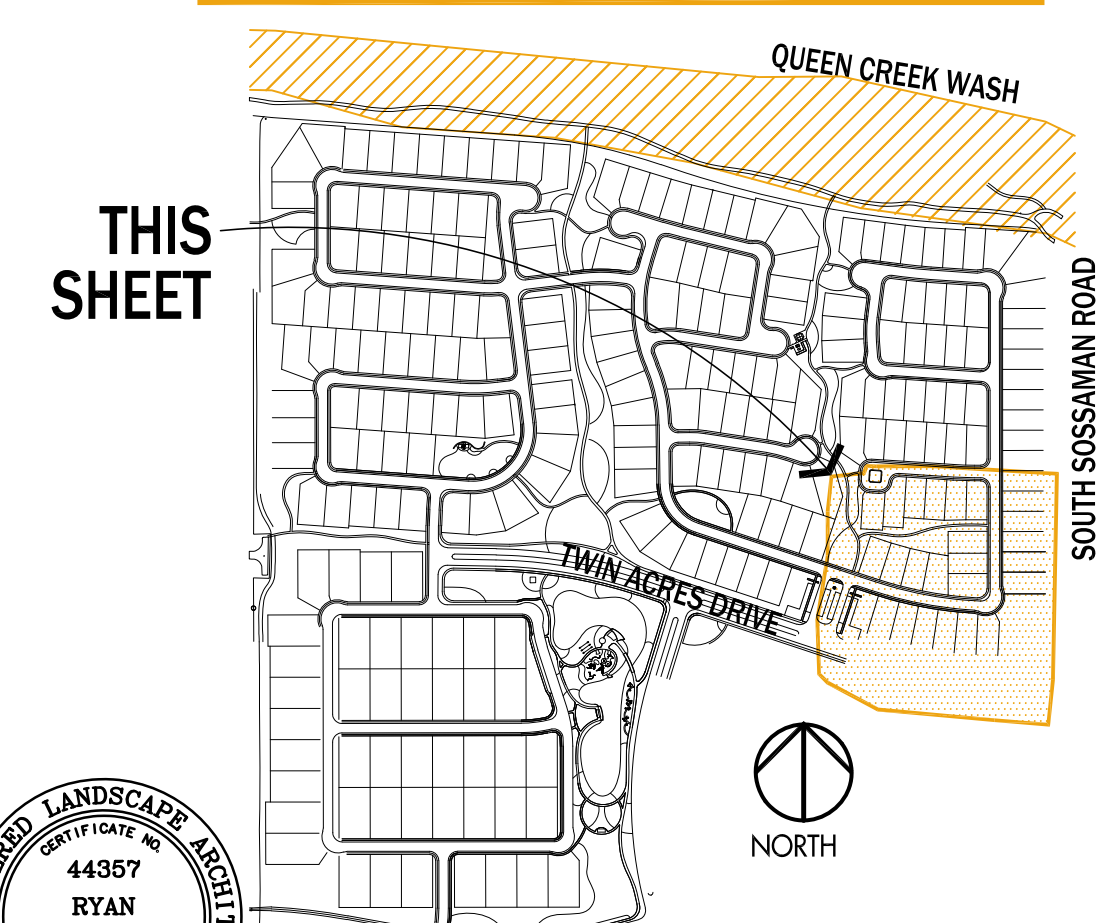 QUEEN CREEK WASH
THIS
SHEET
SOUTH SOSSAMAN ROAD
TWIN ACRES DRIVE
NORTH
LANDSCAPE
CERTIFICATE NO.
44357
RYAN